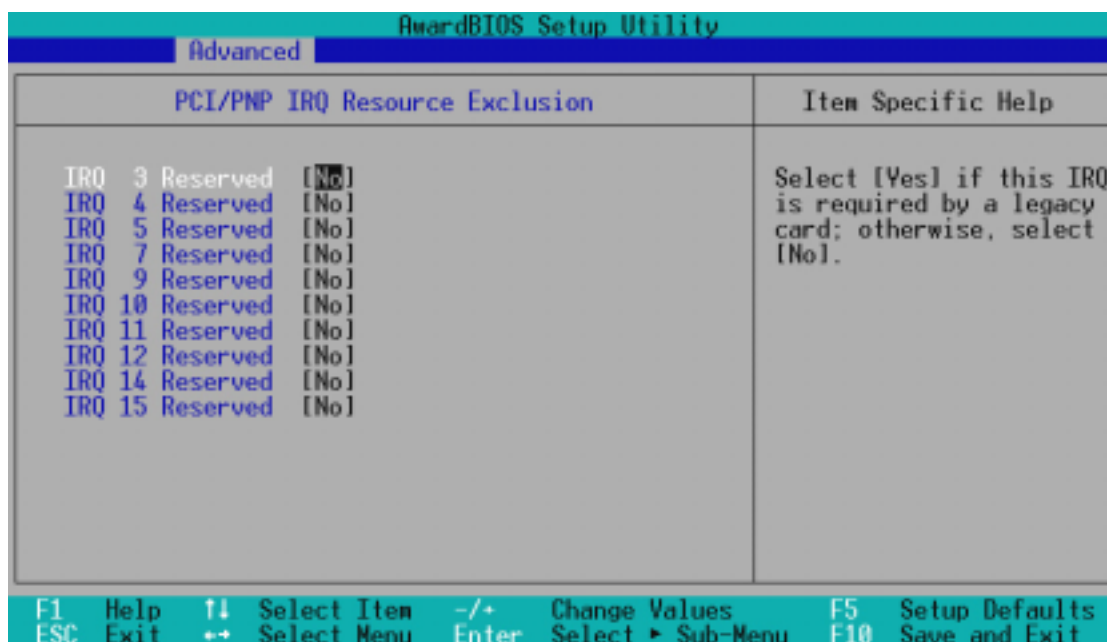 AwardBIOS Setup Utility
Advanced
PCI/PNP IRQ Resource Exclusion
IRQ 3 Reserved [No]
IRQ 4 Reserved [No]
IRQ 5 Reserved [No]
IRQ 7 Reserved [No]
IRQ 9 Reserved [No]
IRQ 10 Reserved [No]
IRQ 11 Reserved [No]
IRQ 12 Reserved [No]
IRQ 14 Reserved [No]
IRQ 15 Reserved [No]
Item Specific Help
Select [Yes] if this IRQ
is required by a legacy
card; otherwise, select
[No].
F1 Help ↑↓ Select Item -/+ Change Values F5 Setup Defaults
ESC Exit ←→ Select Menu Enter Select ► Sub-Menu F10 Save and Exit